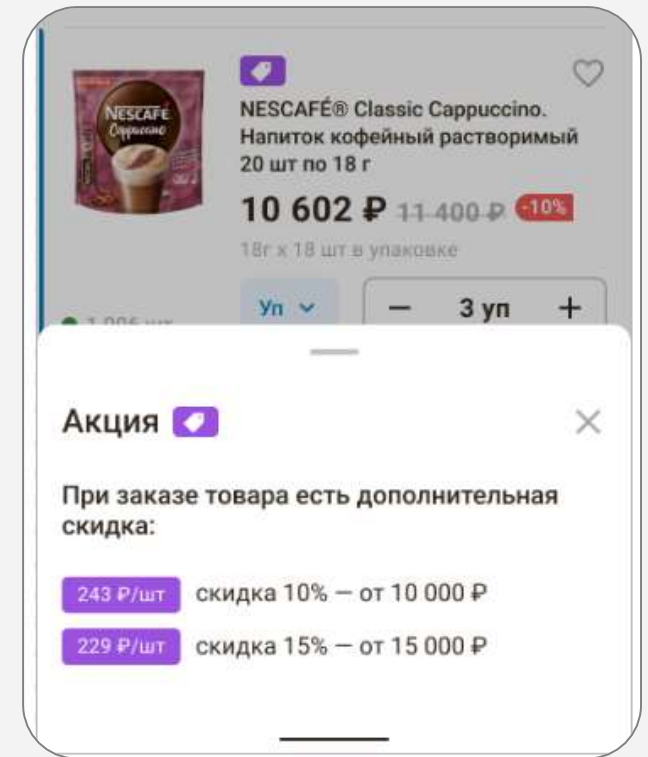 NESCAFÉ
Cappuccino
NESCAFÉ® Classic Cappuccino.
Напиток кофейный растворимый
20 шт по 18 г
10 602 ₽ 11 400 ₽ -10%
18г х 18 шт в упаковке
Уп — 3 уп +
Акция
При заказе товара есть дополнительная
скидка:
243 ₽/шт скидка 10% — от 10 000 ₽
229 ₽/шт скидка 15% — от 15 000 ₽